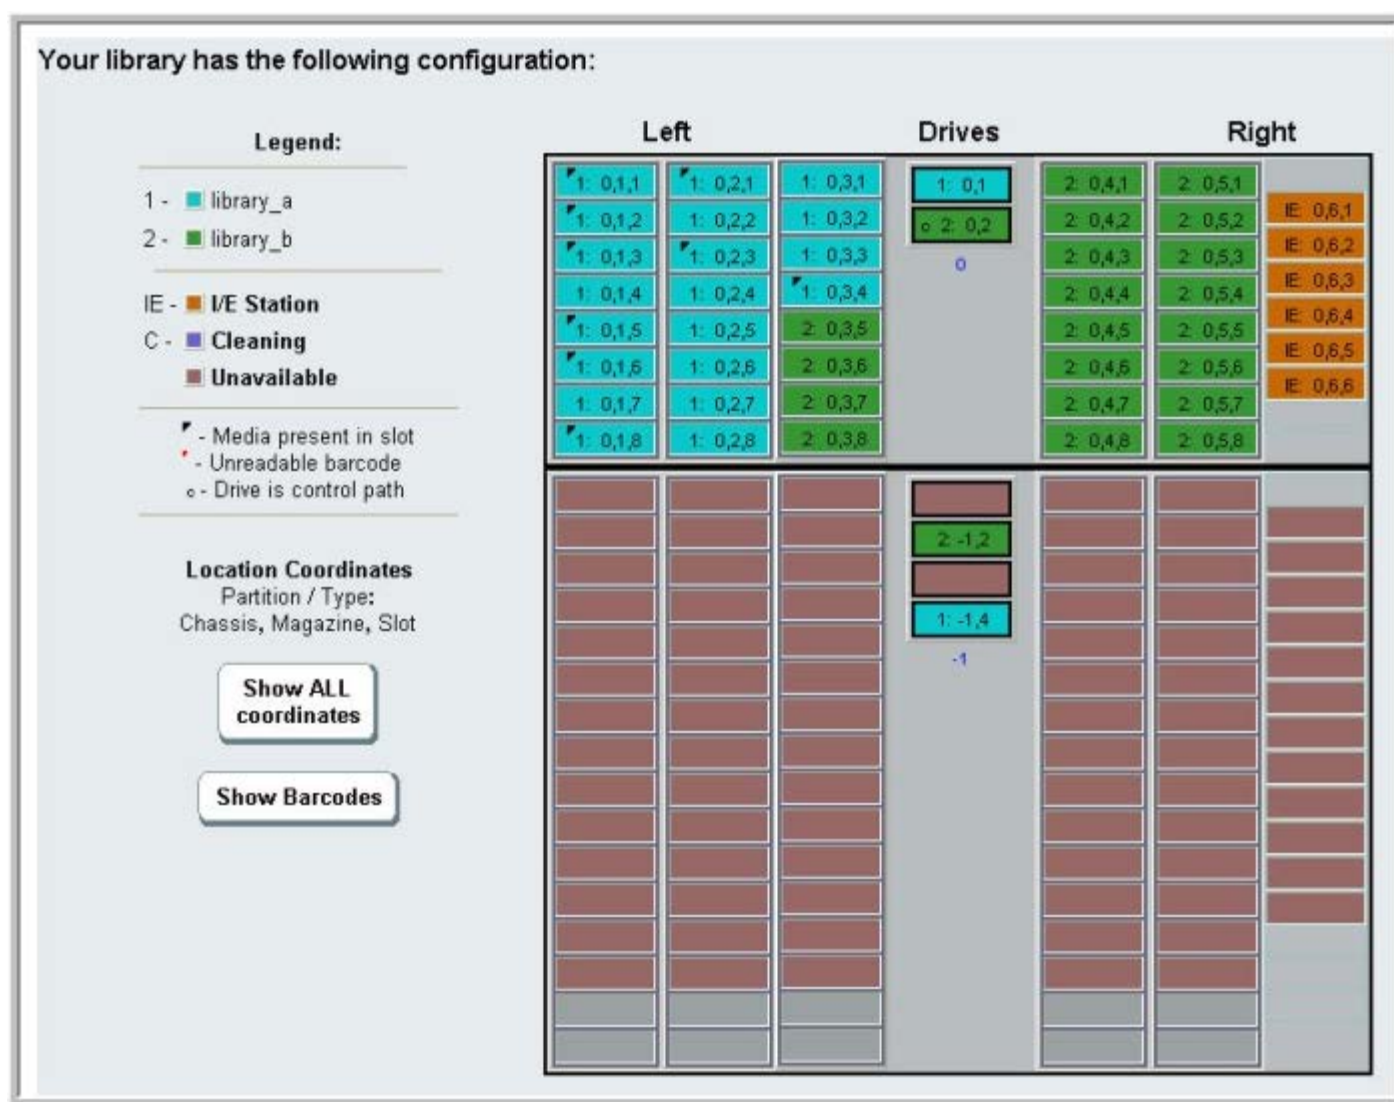 Your library has the following configuration:
Legend:
1 - library_a
2 - library_b
IE - I/E Station
C - Cleaning
Unavailable
- Media present in slot
- Unreadable barcode
o - Drive is control path
Location Coordinates
Partition / Type:
Chassis, Magazine, Slot
Show ALL
coordinates
Show Barcodes
Left Drives Right
1: 0,1,1 1: 0,2,1 1: 0,3,1 1: 0,1 2: 0,4,1 2: 0,5,1
IE: 0,6,1
1: 0,1,2 1: 0,2,2 1: 0,3,2 o 2: 0,2 2: 0,4,2 2: 0,5,2
IE: 0,6,2
1: 0,1,3 1: 0,2,3 1: 0,3,3 0 2: 0,4,3 2: 0,5,3
IE: 0,6,3
1: 0,1,4 1: 0,2,4 1: 0,3,4 2: 0,4,4 2: 0,5,4
IE: 0,6,4
1: 0,1,5 1: 0,2,5 2: 0,3,5 2: 0,4,5 2: 0,5,5
IE: 0,6,5
1: 0,1,6 1: 0,2,6 2: 0,3,6 2: 0,4,6 2: 0,5,6
IE: 0,6,6
1: 0,1,7 1: 0,2,7 2: 0,3,7 2: 0,4,7 2: 0,5,7
1: 0,1,8 1: 0,2,8 2: 0,3,8 2: 0,4,8 2: 0,5,8
2: -1,2
1: -1,4
-1